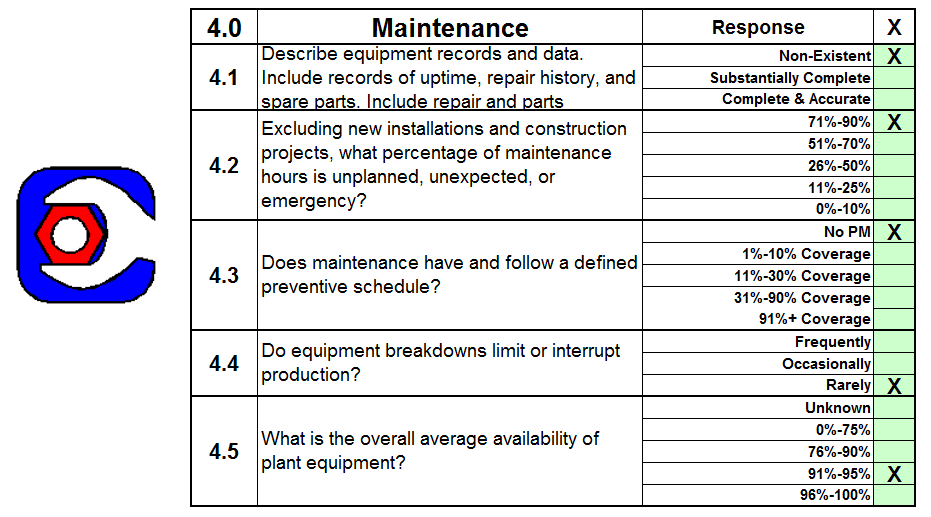 4.0 Maintenance Response X
4.1
Describe equipment records and data.
Include records of uptime, repair history, and
spare parts. Include repair and parts
Non-Existent X
Substantially Complete
Complete & Accurate
4.2
Excluding new installations and construction
projects, what percentage of maintenance
hours is unplanned, unexpected, or
emergency?
71%-90% X
51%-70%
26%-50%
11%-25%
0%-10%
4.3
Does maintenance have and follow a defined
preventive schedule?
No PM X
1%-10% Coverage
11%-30% Coverage
31%-90% Coverage
91%+ Coverage
4.4
Do equipment breakdowns limit or interrupt
production?
Frequently
Occasionally
Rarely X
4.5
What is the overall average availability of
plant equipment?
Unknown
0%-75%
76%-90%
91%-95% X
96%-100%